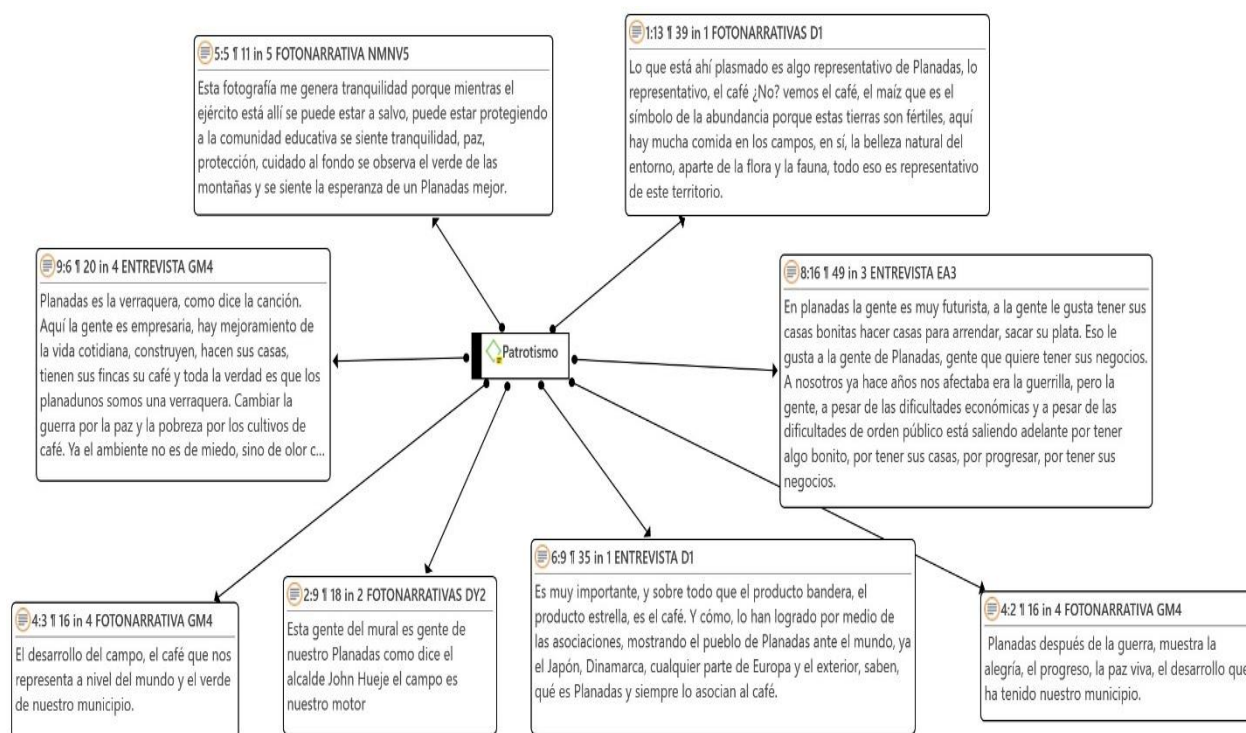 5:5 ¶ 11 in 5 FOTONARRATIVA NMNV5
Esta fotografía me genera tranquilidad porque mientras el
ejército está allí se puede estar a salvo, puede estar protegiendo
a la comunidad educativa se siente tranquilidad, paz,
protección, cuidado al fondo se observa el verde de las
montañas y se siente la esperanza de un Planadas mejor.
1:13 ¶ 39 in 1 FOTONARRATIVAS D1
Lo que está ahí plasmado es algo representativo de Planadas, lo
representativo, el café ¿No? vemos el café, el maíz que es el
símbolo de la abundancia porque estas tierras son fértiles, aquí
hay mucha comida en los campos, en sí, la belleza natural del
entorno, aparte de la flora y la fauna, todo eso es representativo
de este territorio.
9:6 ¶ 20 in 4 ENTREVISTA GM4
Planadas es la verraquera, como dice la canción.
Aquí la gente es empresaria, hay mejoramiento de
la vida cotidiana, construyen, hacen sus casas,
tienen sus fincas su café y toda la verdad es que los
planadunos somos una verraquera. Cambiar la
guerra por la paz y la pobreza por los cultivos de
café. Ya el ambiente no es de miedo, sino de olor c...
Patrotismo
8:16 ¶ 49 in 3 ENTREVISTA EA3
En planadas la gente es muy futurista, a la gente le gusta tener sus
casas bonitas hacer casas para arrendar, sacar su plata. Eso le
gusta a la gente de Planadas, gente que quiere tener sus negocios.
A nosotros ya hace años nos afectaba era la guerrilla, pero la
gente, a pesar de las dificultades económicas y a pesar de las
dificultades de orden público está saliendo adelante por tener
algo bonito, por tener sus casas, por progresar, por tener sus
negocios.
4:3 ¶ 16 in 4 FOTONARRATIVA GM4
El desarrollo del campo, el café que nos
representa a nivel del mundo y el verde
de nuestro municipio.
2:9 ¶ 18 in 2 FOTONARRATIVAS DY2
Esta gente del mural es gente de
nuestro Planadas como dice el
alcalde John Hueje el campo es
nuestro motor
6:9 ¶ 35 in 1 ENTREVISTA D1
Es muy importante, y sobre todo que el producto bandera, el
producto estrella, es el café. Y cómo, lo han logrado por medio de
las asociaciones, mostrando el pueblo de Planadas ante el mundo, ya
el Japón, Dinamarca, cualquier parte de Europa y el exterior, saben,
qué es Planadas y siempre lo asocian al café.
4:2 ¶ 16 in 4 FOTONARRATIVA GM4
Planadas después de la guerra, muestra la
alegría, el progreso, la paz viva, el desarrollo que
ha tenido nuestro municipio.